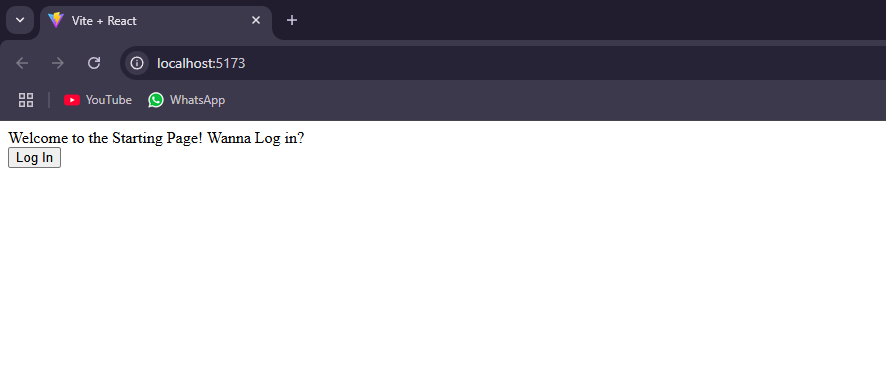 Vite + React
localhost:5173
YouTube WhatsApp
Welcome to the Starting Page! Wanna Log in?
Log In